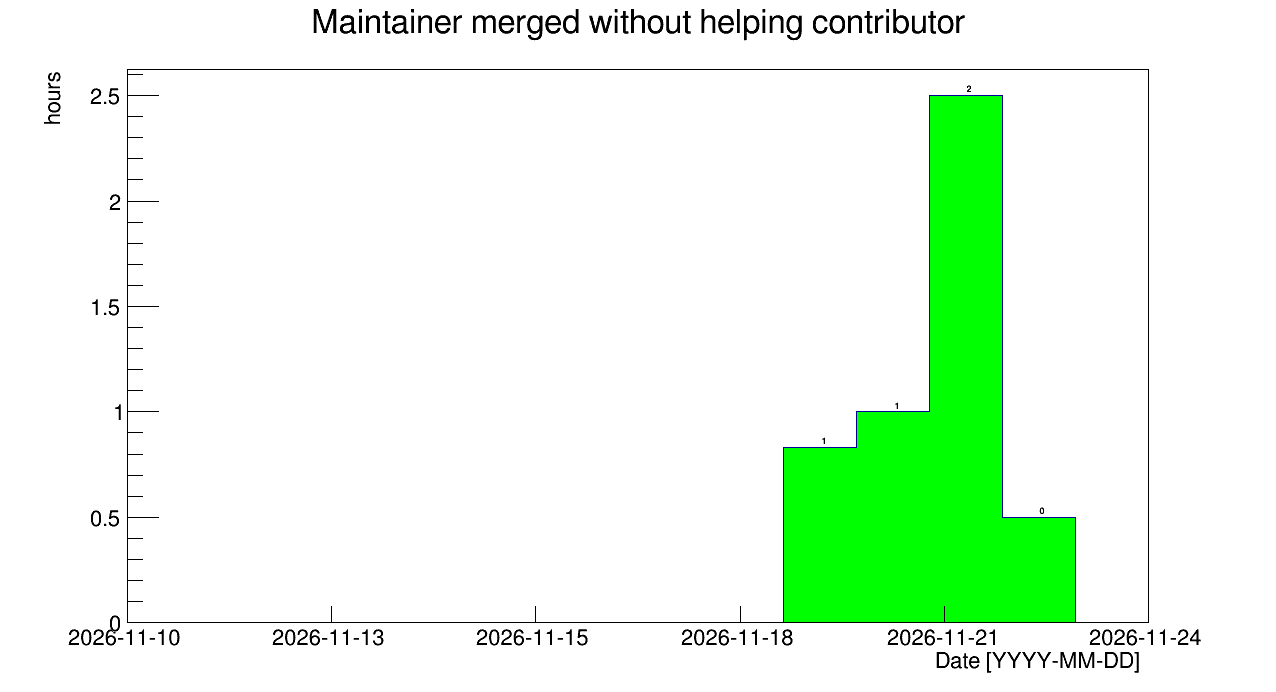 Maintainer merged without helping contributor
hours
2.5
2
1.5
1
0.5
0
2
1
1
0
2026-11-10 2026-11-13 2026-11-15 2026-11-18 2026-11-21 2026-11-24
Date [YYYY-MM-DD]